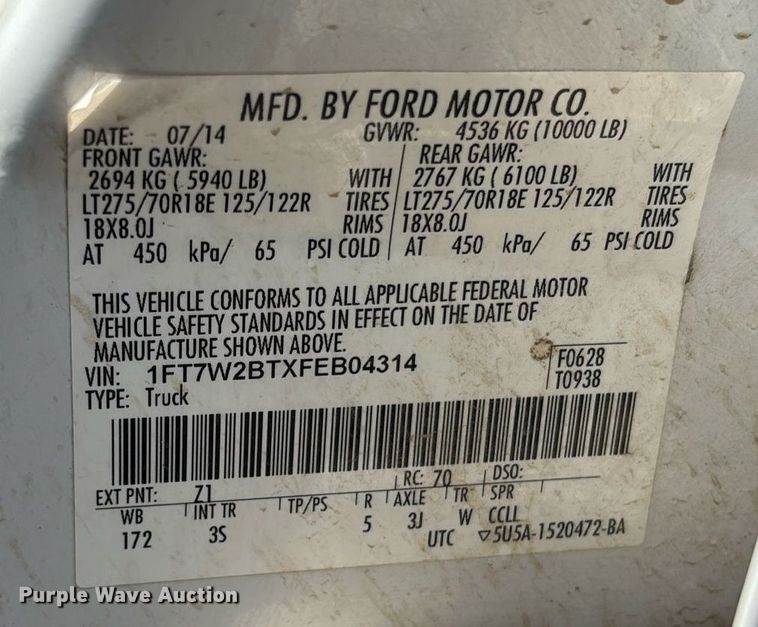 MFD. BY FORD MOTOR CO.
DATE: 07/14 GVWR: 4536 KG (10000 LB)
FRONT GAWR: REAR GAWR:
2694 KG ( 5940 LB) WITH 2767 KG ( 6100 LB) WITH
LT275/70R18E 125/122R TIRES LT275/70R18E 125/122R TIRES
18X8.0J RIMS 18X8.0J RIMS
AT 450 kPa/ 65 PSI COLD AT 450 kPa/ 65 PSI COLD
THIS VEHICLE CONFORMS TO ALL APPLICABLE FEDERAL MOTOR
VEHICLE SAFETY STANDARDS IN EFFECT ON THE DATE OF
MANUFACTURE SHOWN ABOVE.
VIN: 1FT7W2BTXFEB04314 F0628
TYPE: Truck T0938
EXT PNT: Z1 RC: 70 DSO:
WB INT TR TP/PS R AXLE TR SPR
172 3S 5 3J W CCLL
UTC ▽5U5A-1520472-BA
Purple Wave Auction